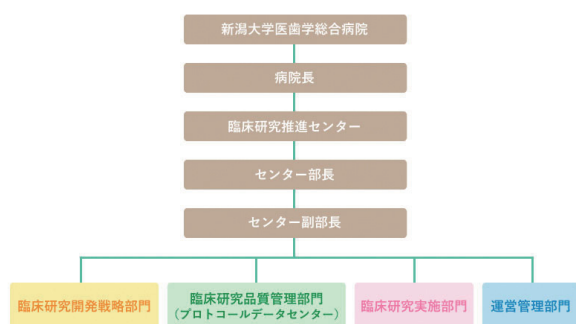 新潟大学医歯学総合病院
病院長
臨床研究推進センター
センター部長
センター副部長
臨床研究開発戦略部門
臨床研究品質管理部門
（プロトコールデータセンター）
臨床研究実施部門
運営管理部門